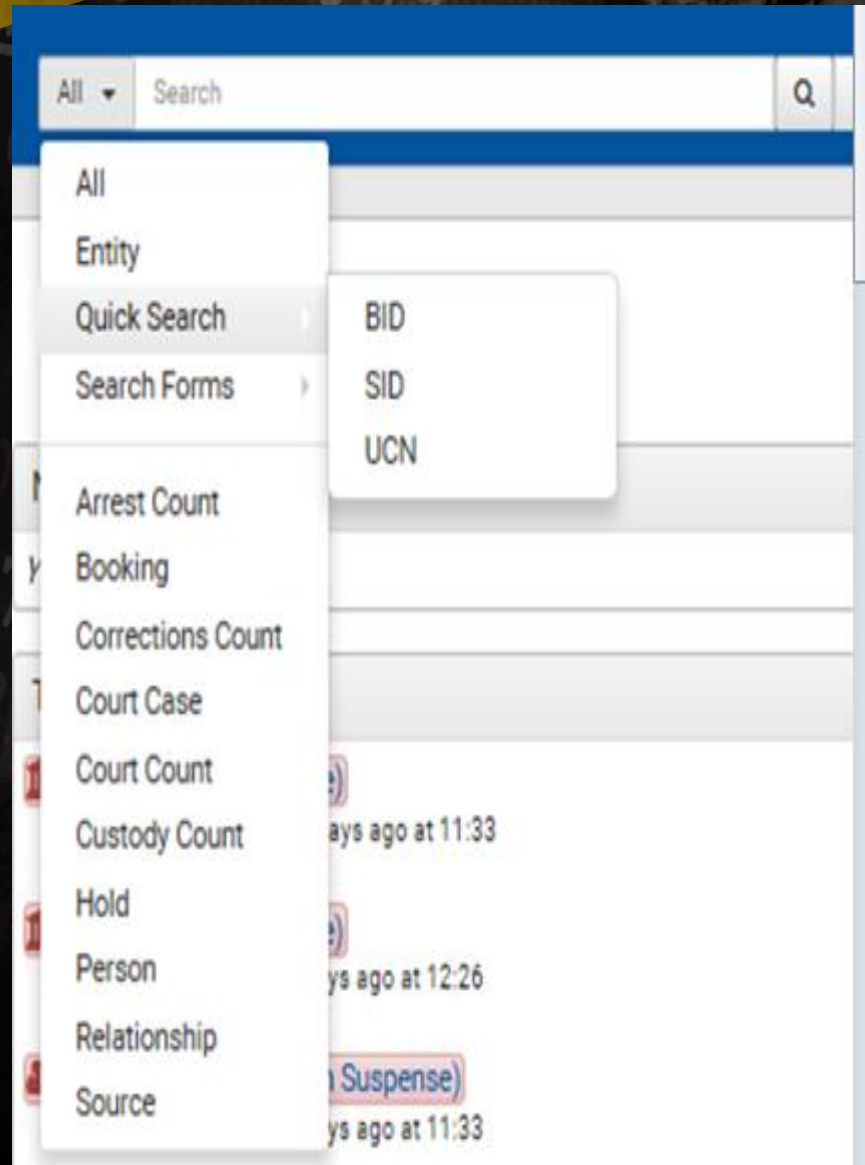 All Search
All
Entity
Quick Search
BID
Search Forms
SID
UCN
Arrest Count
Booking
Corrections Count
Court Case
Court Count
Custody Count
ays ago at 11:33
Hold
Person
ys ago at 12:26
Relationship
Suspense)
Source
ys ago at 11:33